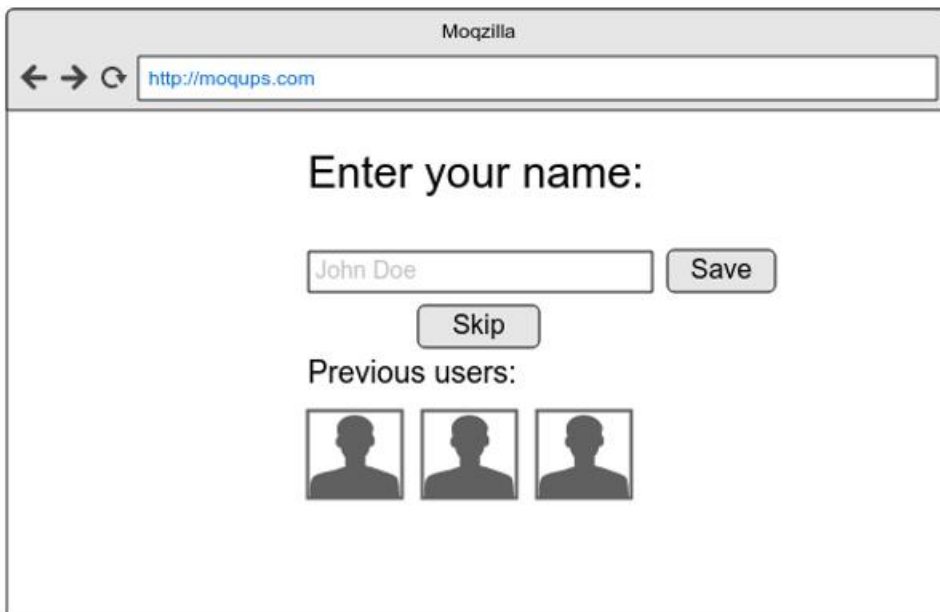 Moqzilla
http://moqups.com
Enter your name:
John Doe
Save
Skip
Previous users: